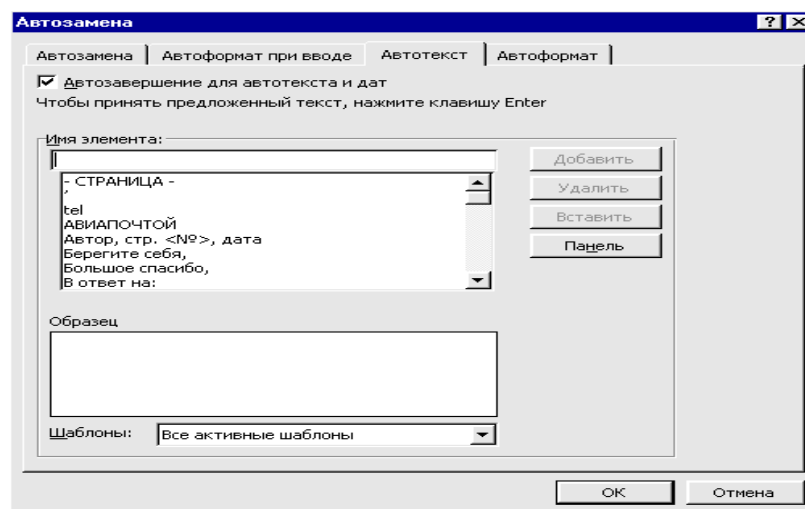 Автозамена
Автозамена Автоформат при вводе Автотекст Автоформат
Автозавершение для автотекста и дат
Чтобы принять предложенный текст, нажмите клавишу Enter
Имя элемента:
- СТРАНИЦА -
,
tel
АВИАПОЧТОЙ
Автор, стр. <№>, дата
Берегите себя,
Большое спасибо,
В ответ на:
Добавить
Удалить
Вставить
Панель
Образец
Шаблоны: Все активные шаблоны
ОК Отмена